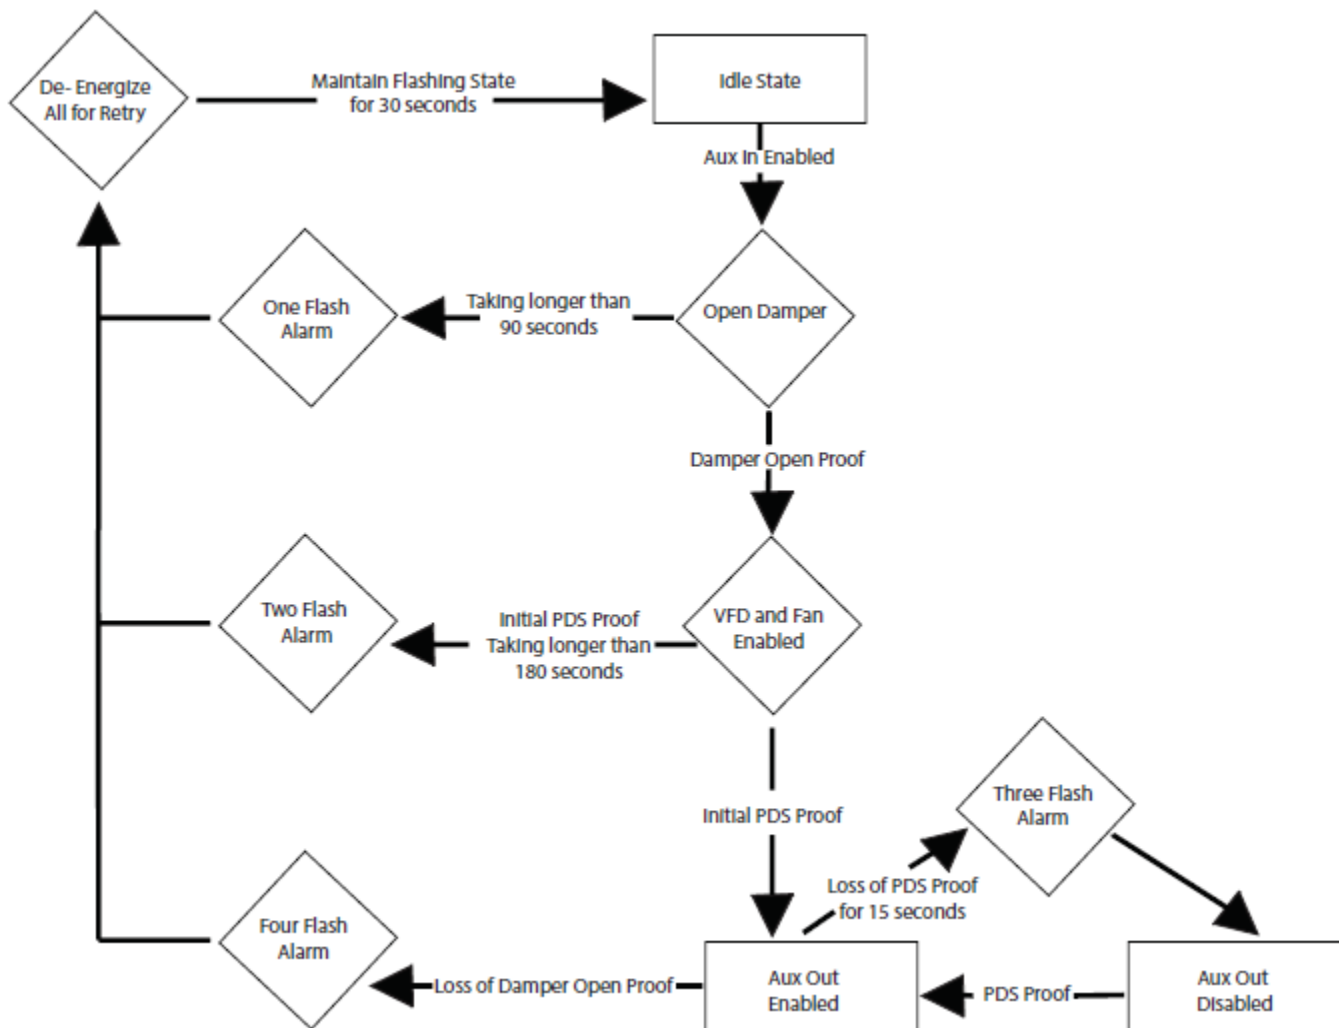 De- Energize
All for Retry
Maintain Flashing State
for 30 seconds
Idle State
Aux In Enabled
One Flash
Alarm
Taking longer than
90 seconds
Open Damper
Damper Open Proof
Two Flash
Alarm
Initial PDS Proof
Taking longer than
180 seconds
VFD and Fan
Enabled
Initial PDS Proof
Three Flash
Alarm
Loss of PDS Proof
for 15 seconds
Four Flash
Alarm
Loss of Damper Open Proof
Aux Out
Enabled
PDS Proof
Aux Out
Disabled